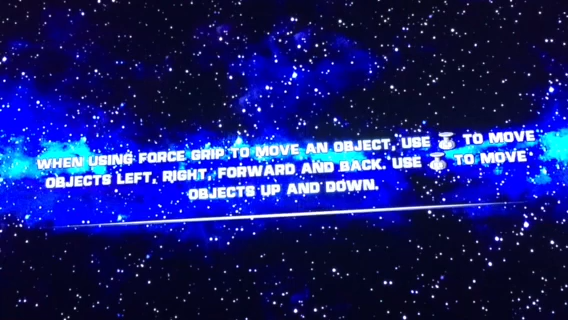 WHEN USING FORCE GRIP TO MOVE AN OBJECT, USE TO MOVE
OBJECTS LEFT, RIGHT, FORWARD AND BACK. USE TO MOVE
OBJECTS UP AND DOWN.